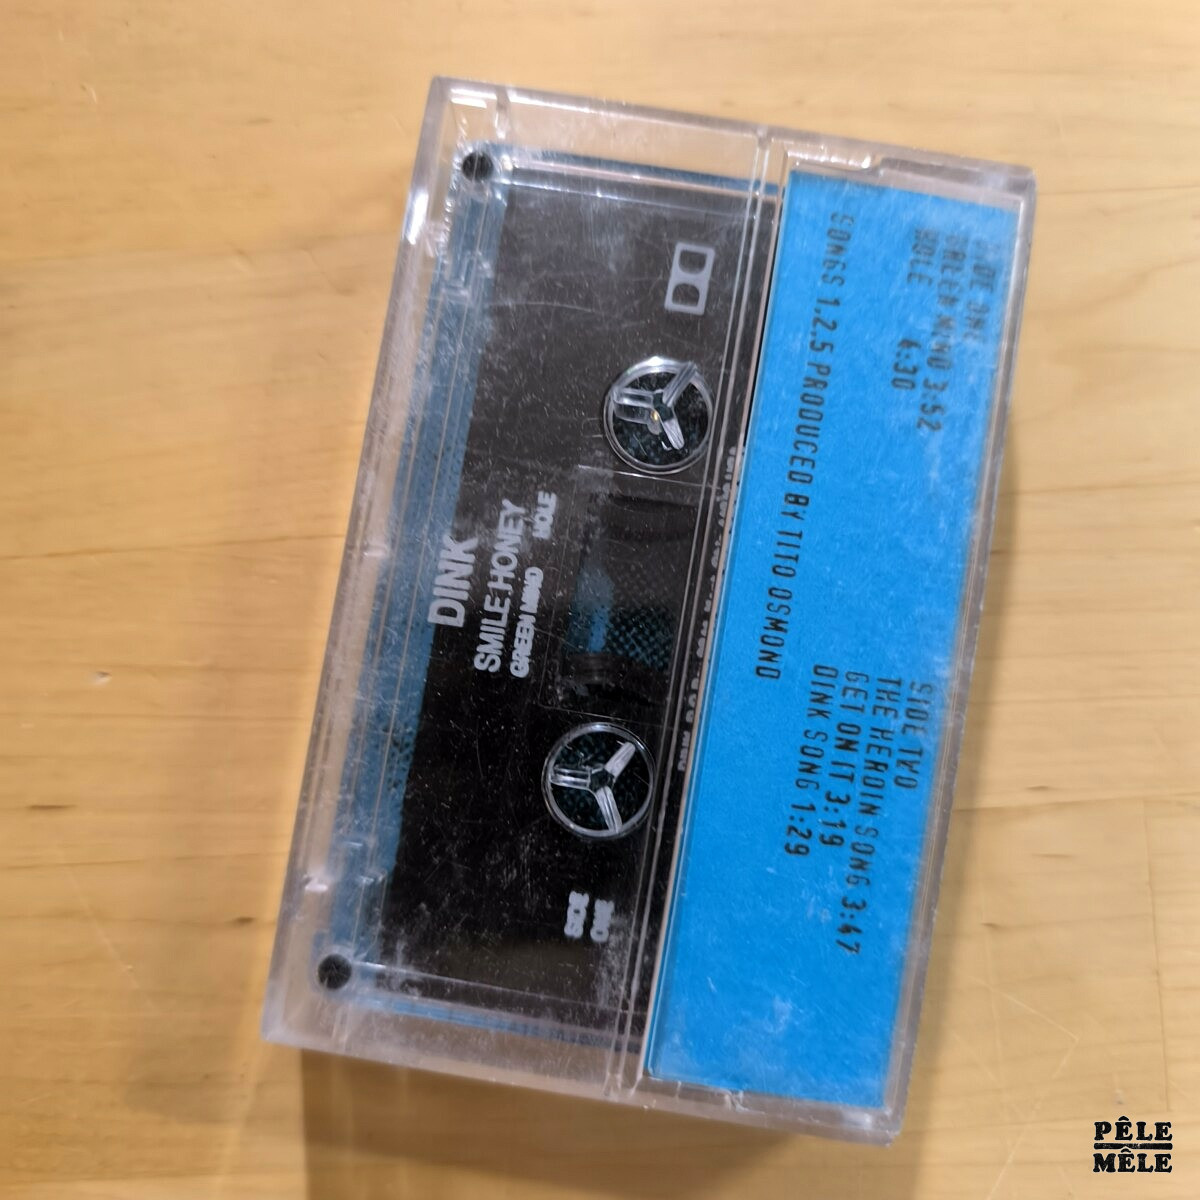 SIDE ONE
GREEN MIND 3:52
HOLE 4:30
SONGS 1,2,5 PRODUCED BY TITO OSMOND
SIDE TWO
THE HEROIN SONG 3:47
GET ON IT 3:19
DINK SONG 1:29
DINK
SMILE HONEY
GREEN MIND HOLE
SIDE
ONE
PÊLE
MÊLE